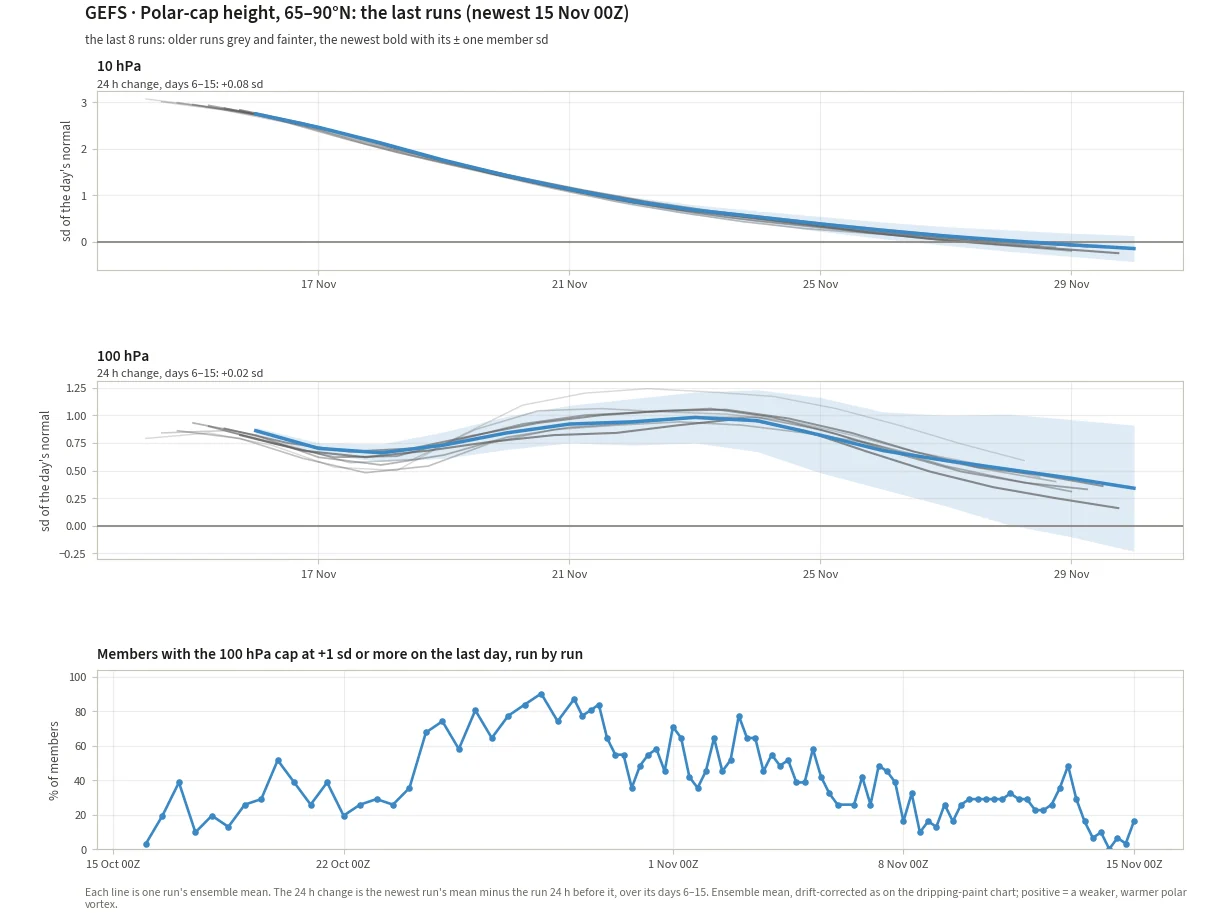 GEFS · Polar-cap height, 65–90°N: the last runs (newest 15 Nov 00Z)
the last 8 runs: older runs grey and fainter, the newest bold with its ± one member sd
10 hPa
24 h change, days 6–15: +0.08 sd
3
2
1
0
sd of the day's normal
17 Nov
21 Nov
25 Nov
29 Nov
100 hPa
24 h change, days 6–15: +0.02 sd
1.25
1.00
0.75
0.50
0.25
0.00
−0.25
sd of the day's normal
17 Nov
21 Nov
25 Nov
29 Nov
Members with the 100 hPa cap at +1 sd or more on the last day, run by run
100
80
60
40
20
0
% of members
15 Oct 00Z
22 Oct 00Z
1 Nov 00Z
8 Nov 00Z
15 Nov 00Z
Each line is one run's ensemble mean. The 24 h change is the newest run's mean minus the run 24 h before it, over its days 6–15. Ensemble mean, drift-corrected as on the dripping-paint chart; positive = a weaker, warmer polar
vortex.